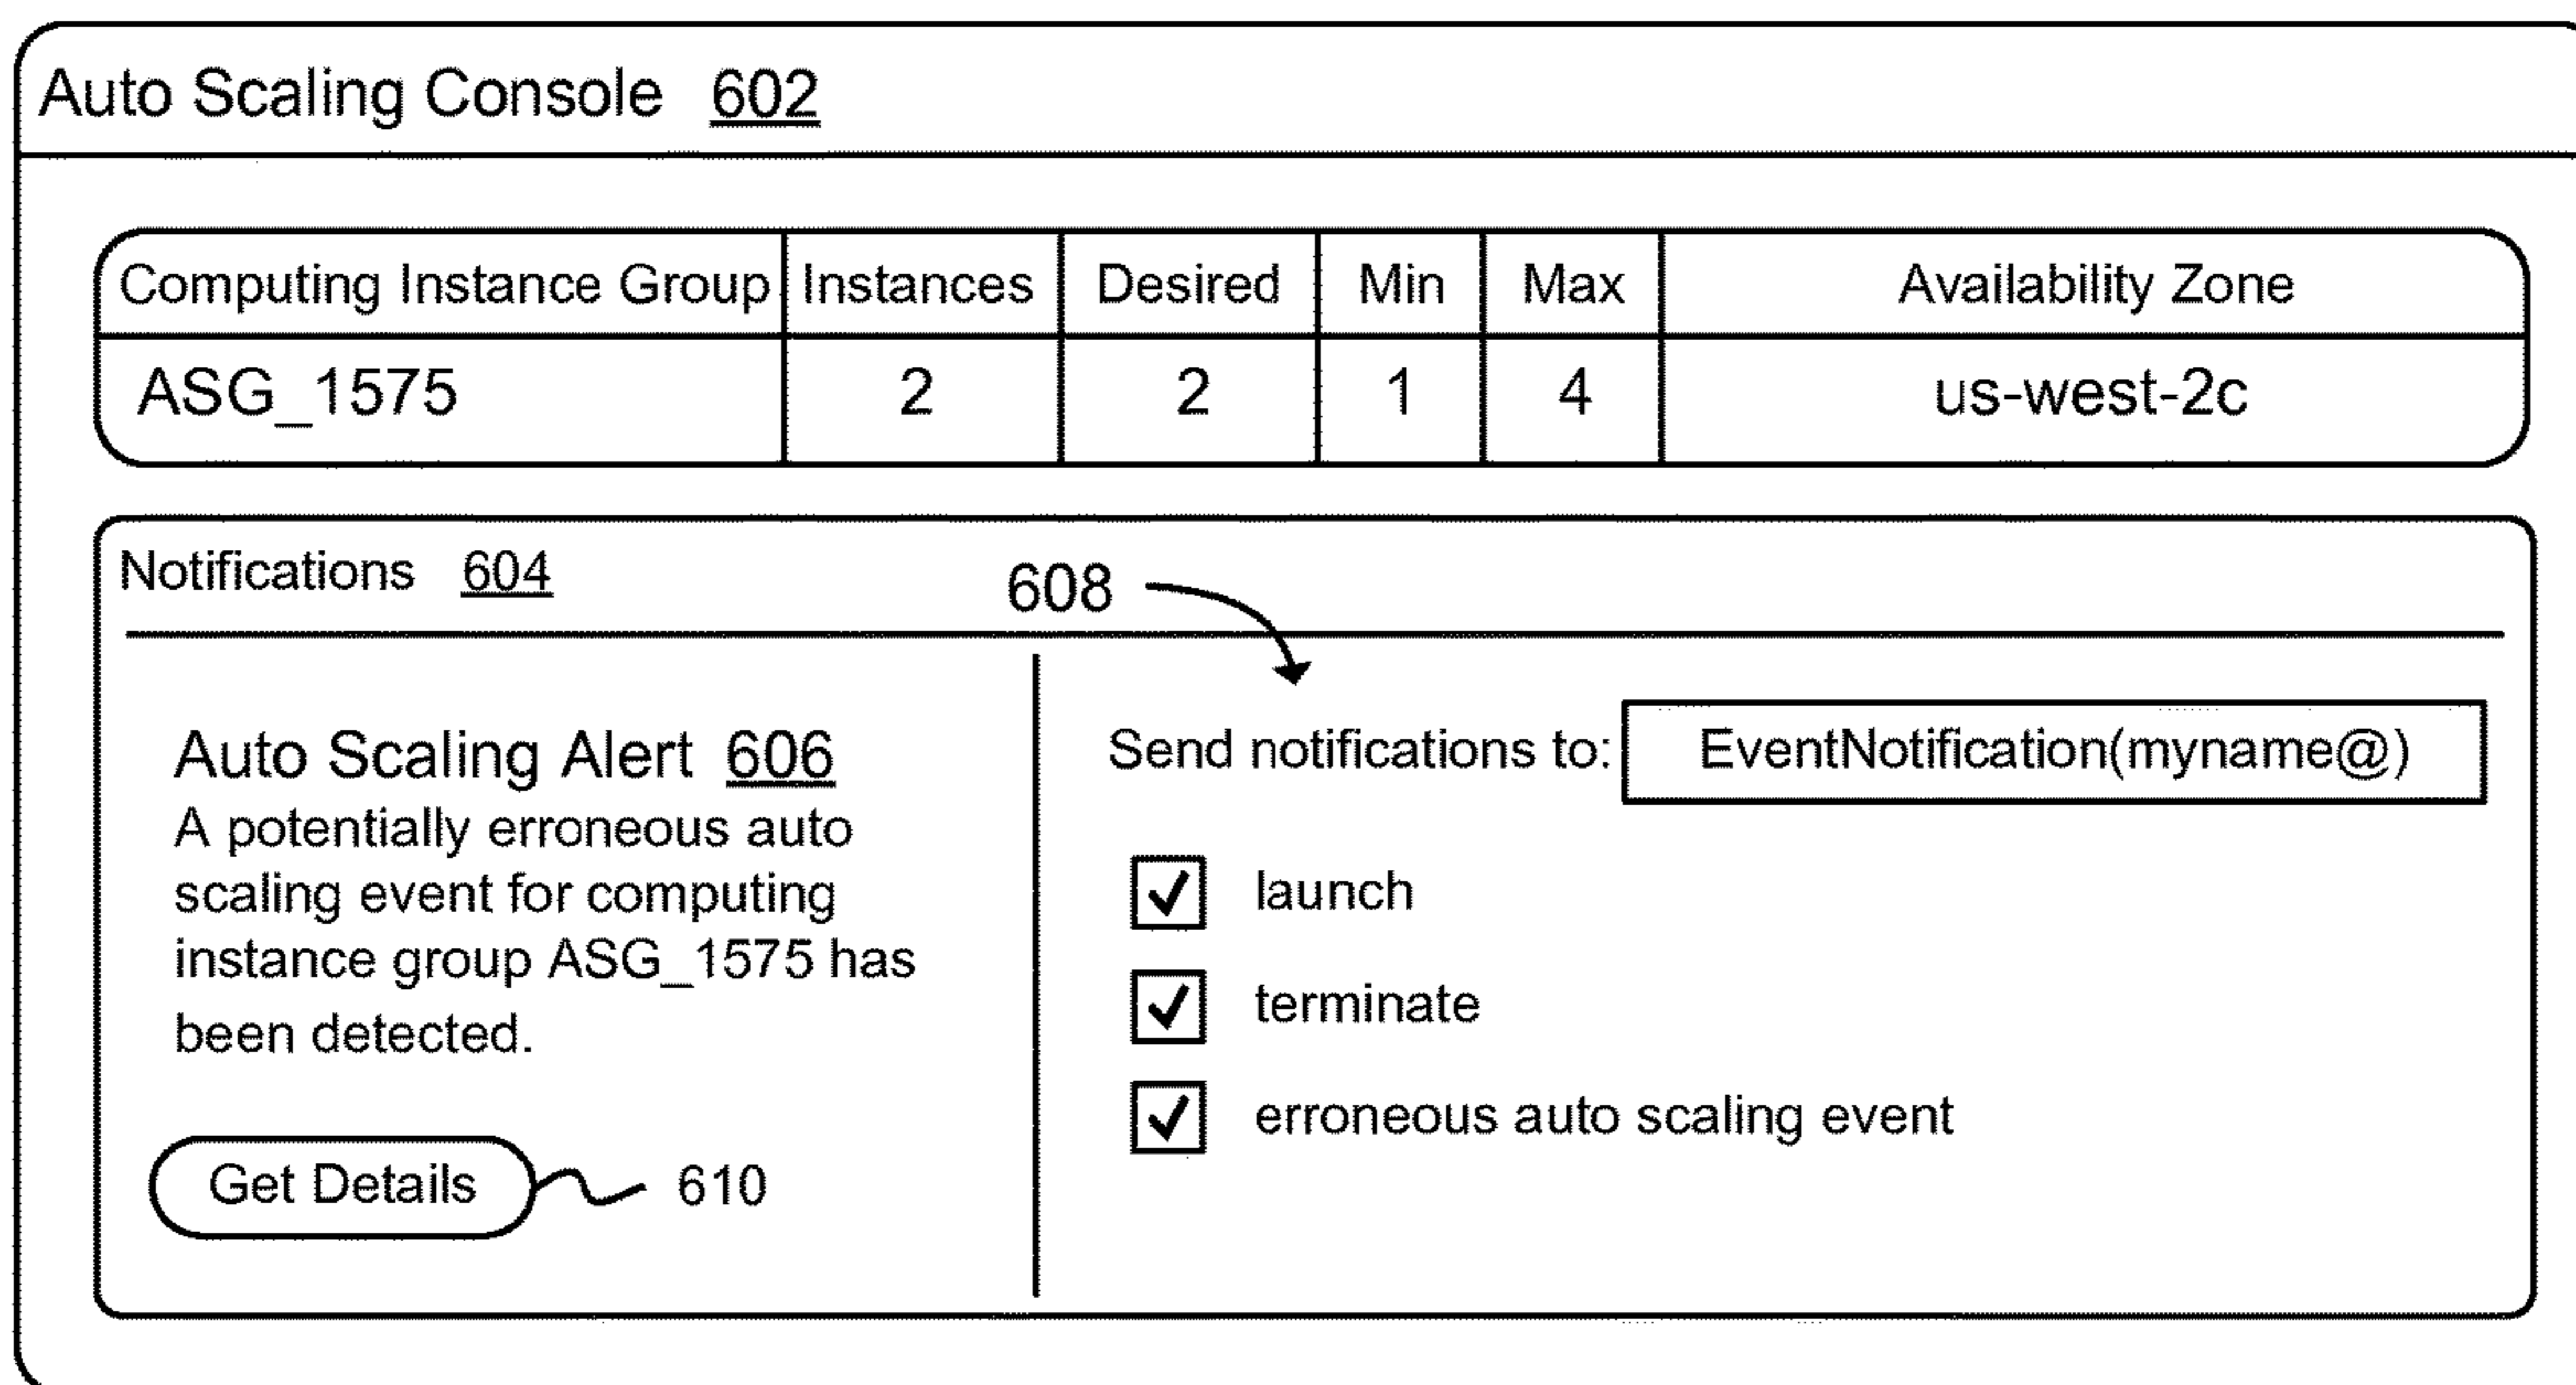 Auto Scaling Console 602
Computing Instance Group Instances Desired Min Max Availability Zone
ASG_1575 2 2 1 4 us-west-2c
Notifications 604
608
Auto Scaling Alert 606
A potentially erroneous auto
scaling event for computing
instance group ASG_1575 has
been detected.
Get Details 610
Send notifications to: EventNotification(myname@)
launch
terminate
erroneous auto scaling event